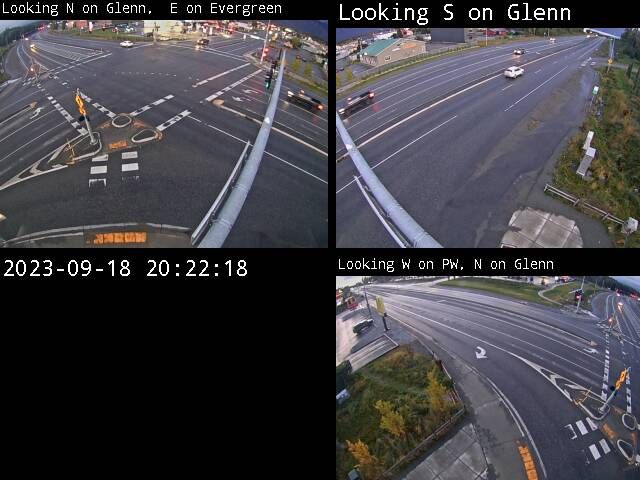 Looking N on Glenn, E on Evergreen
Looking S on Glenn
2023-09-18 20:22:18
Looking W on PW, N on Glenn